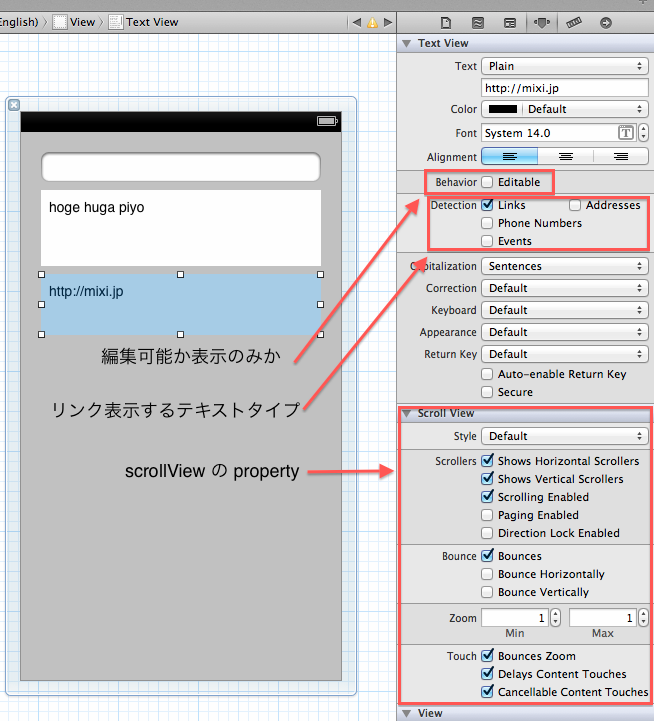 English) View Text View
hoge huga piyo
http://mixi.jp
編集可能か表示のみか
リンク表示するテキストタイプ
scrollView の property
Text View
Text Plain
http://mixi.jp
Color Default
Font System 14.0 T
Alignment
Behavior Editable
Detection Links Addresses
Phone Numbers
Events
Capitalization Sentences
Correction Default
Keyboard Default
Appearance Default
Return Key Default
Auto-enable Return Key
Secure
Scroll View
Style Default
Scrollers Shows Horizontal Scrollers
Shows Vertical Scrollers
Scrolling Enabled
Paging Enabled
Direction Lock Enabled
Bounce Bounces
Bounce Horizontally
Bounce Vertically
Zoom 1 1
Min Max
Touch Bounces Zoom
Delays Content Touches
Cancellable Content Touches
View